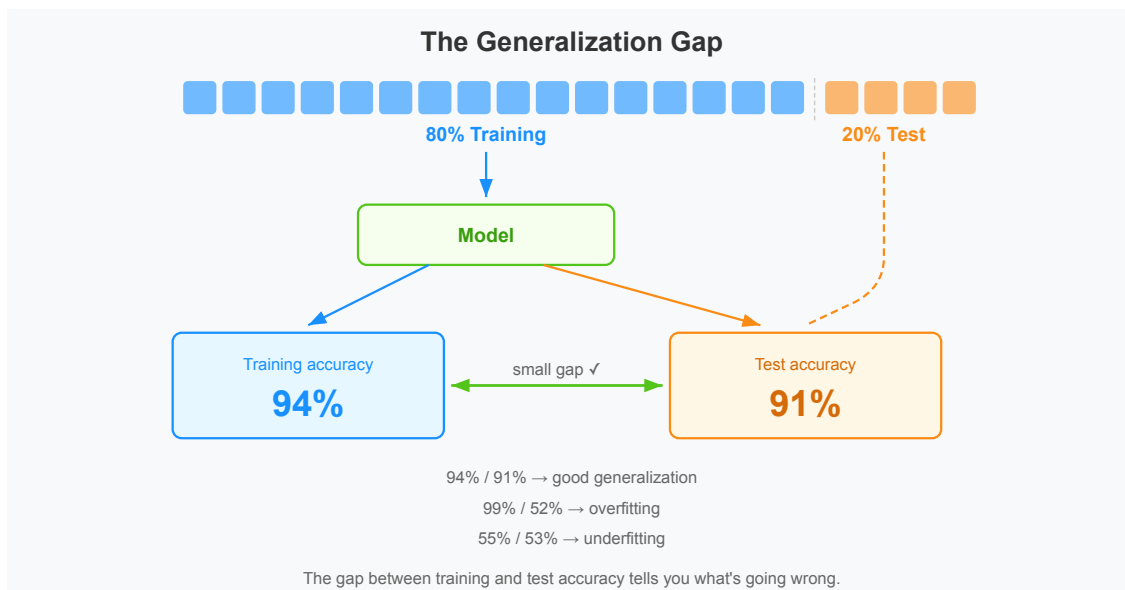 The Generalization Gap
80% Training
20% Test
Model
Training accuracy
94%
small gap ✓
Test accuracy
91%
94% / 91% → good generalization
99% / 52% → overfitting
55% / 53% → underfitting
The gap between training and test accuracy tells you what's going wrong.